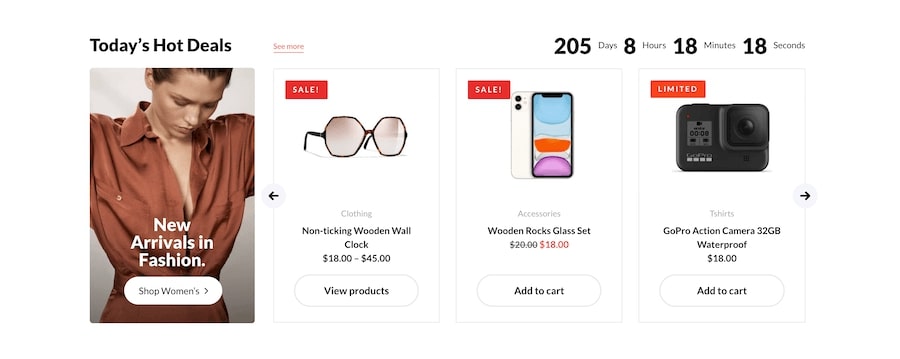 Today's Hot Deals
See more
205 Days 8 Hours 18 Minutes 18 Seconds
New
Arrivals in
Fashion.
Shop Women's
SALE!
Clothing
Non-ticking Wooden Wall
Clock
$18.00 – $45.00
View products
SALE!
Accessories
Wooden Rocks Glass Set
$20.00 $18.00
Add to cart
LIMITED
00:09
GoPro
Tshirts
GoPro Action Camera 32GB
Waterproof
$18.00
Add to cart